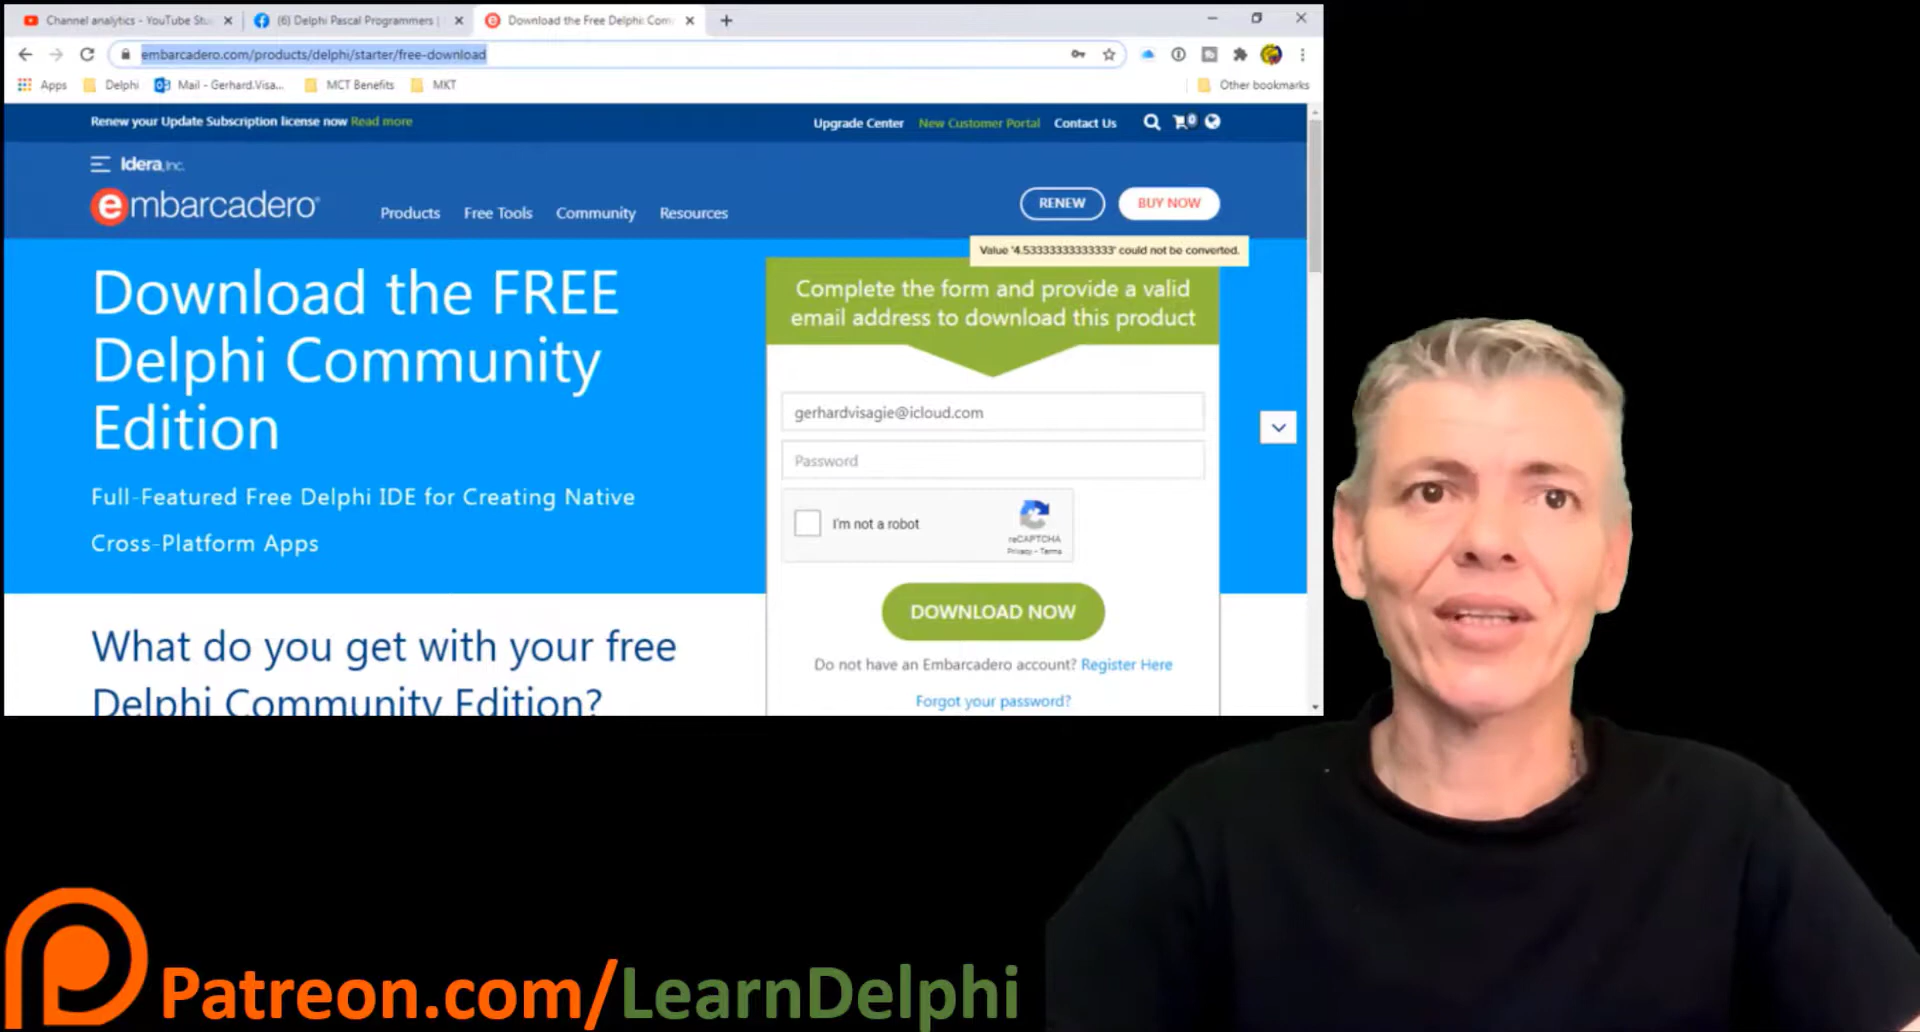 Channel analytics - YouTube Stu
(6) Delphi Pascal Programmers |
Download the Free Delphi Com
embarcadero.com/products/delphi/starter/free-download
Apps
Delphi
Mail - Gerhard.Visa...
MCT Benefits
MKT
Other bookmarks
Renew your Update Subscription license now Read more
Upgrade Center
New Customer Portal
Contact Us
0
Idera, Inc.
embarcadero
Products
Free Tools
Community
Resources
RENEW
BUY NOW
Value '4.53333333333333' could not be converted.
Download the FREE
Delphi Community
Edition
Full-Featured Free Delphi IDE for Creating Native
Cross-Platform Apps
Complete the form and provide a valid
email address to download this product
gerhardvisagie@icloud.com
Password
I'm not a robot
reCAPTCHA
Privacy - Terms
DOWNLOAD NOW
Do not have an Embarcadero account? Register Here
Forgot your password?
What do you get with your free
Delphi Community Edition?
Patreon.com/LearnDelphi